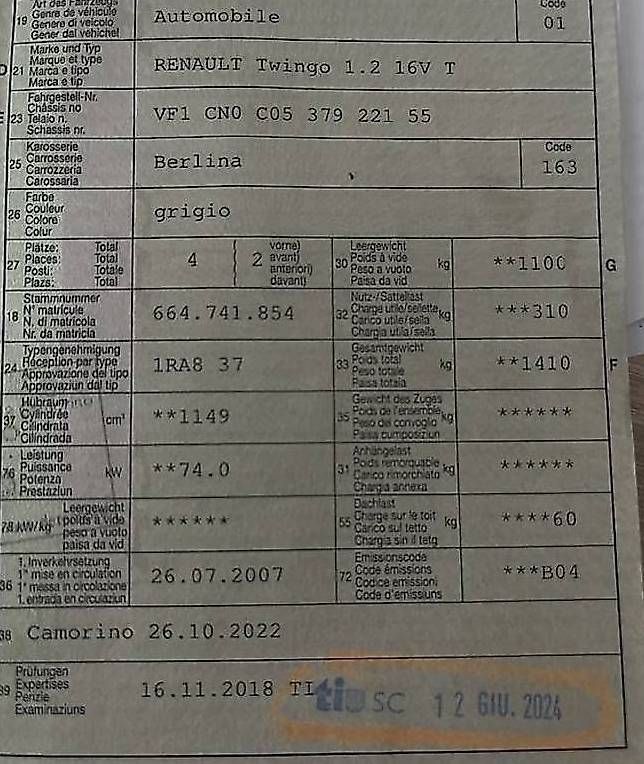 Art des Fahrzeugs
Genre de véhicule
Genere di veicolo
Gener dal vehichel
19
Automobile
Code
01
D 21
Marke und Typ
Marque et type
Marca e tipo
Marca e tip
RENAULT Twingo 1.2 16V T
E 23
Fahrgestell-Nr.
Châssis no
Telaio n.
Schassis nr.
VF1 CN0 C05 379 221 55
25
Karosserie
Carrosserie
Carrozzeria
Carossaria
Berlina
Code
163
26
Farbe
Couleur
Colore
Colur
grigio
27
Plätze: Total
Places: Total
Posti: Totale
Plazs: Total
4
2
vorne)
avant)
anteriori)
davant)
30
Leergewicht
Poids à vide
Peso a vuoto
Paisa da vid
kg
**1100
G
18
Stammnummer
N° matricule
N. di matricola
Nr. da matricla
664.741.854
32
Nutz-/Sattellast
Charge utile/sellette
Carico utile/sella
Chargia utila/sella
kg
***310
24
Typengenehmigung
Réception par type
Approvazione del tipo
Approvaziun dal tip
1RA8 37
33
Gesamtgewicht
Poids total
Peso totale
Paisa totala
kg
**1410
F
37
Hubraum
Cylindrée
Cilindrata
Cilindrada
cm³
**1149
35
Gewicht des Zuges
Poids de l'ensemble
Peso del convoglio
Paisa cumposiziun
kg
******
76
Leistung
Puissance
Potenza
Prestaziun
kW
**74.0
31
Anhängelast
Poids remorquable
Carico rimorchiato
Chargia annexa
kg
******
78 kW/kg
Leergewicht
poids à vide
peso a vuoto
paisa da vid
******
55
Dachlast
Charge sur le toit
Carico sul tetto
Chargia sin il tetg
kg
****60
36
1. Inverkehrsetzung
1re mise en circulation
1a messa in circolazione
1. entrada en circulaziun
26.07.2007
72
Emissionscode
Code émissions
Codice emissioni
Code d'emissiuns
***B04
38
Camorino 26.10.2022
39
Prüfungen
Expertises
Perizie
Examinaziuns
16.11.2018 TI
tio SC 12 GIU. 2024